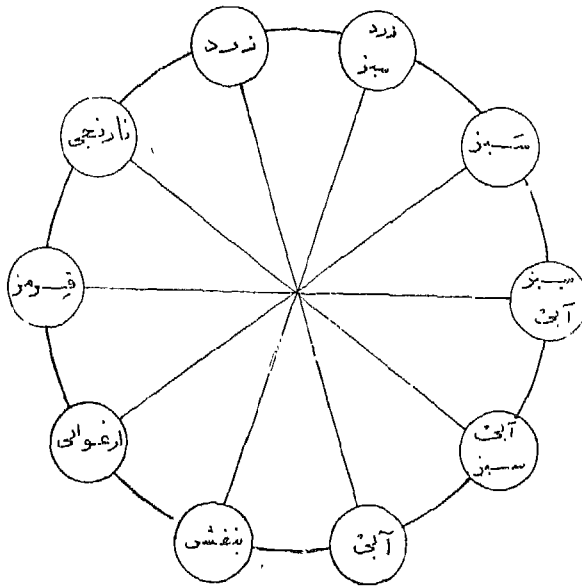 زرد
سبز
زرد
سبز
نارنجی
سبز
آبی
قرمز
آبی
سبز
ارغوانی
آبی
بنفش